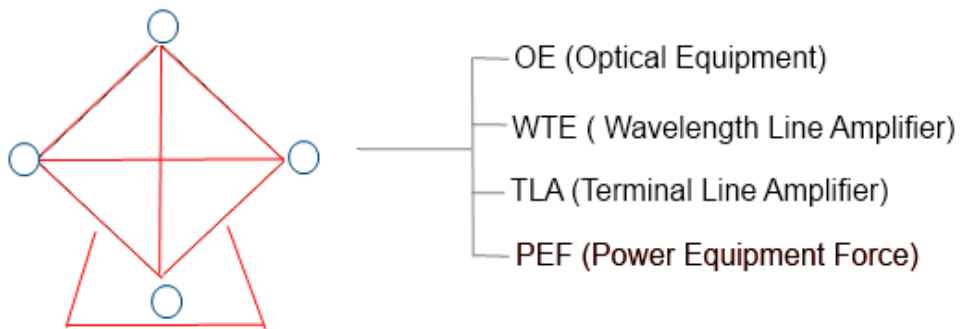 OE (Optical Equipment)
WTE ( Wavelength Line Amplifier)
TLA (Terminal Line Amplifier)
PEF (Power Equipment Force)